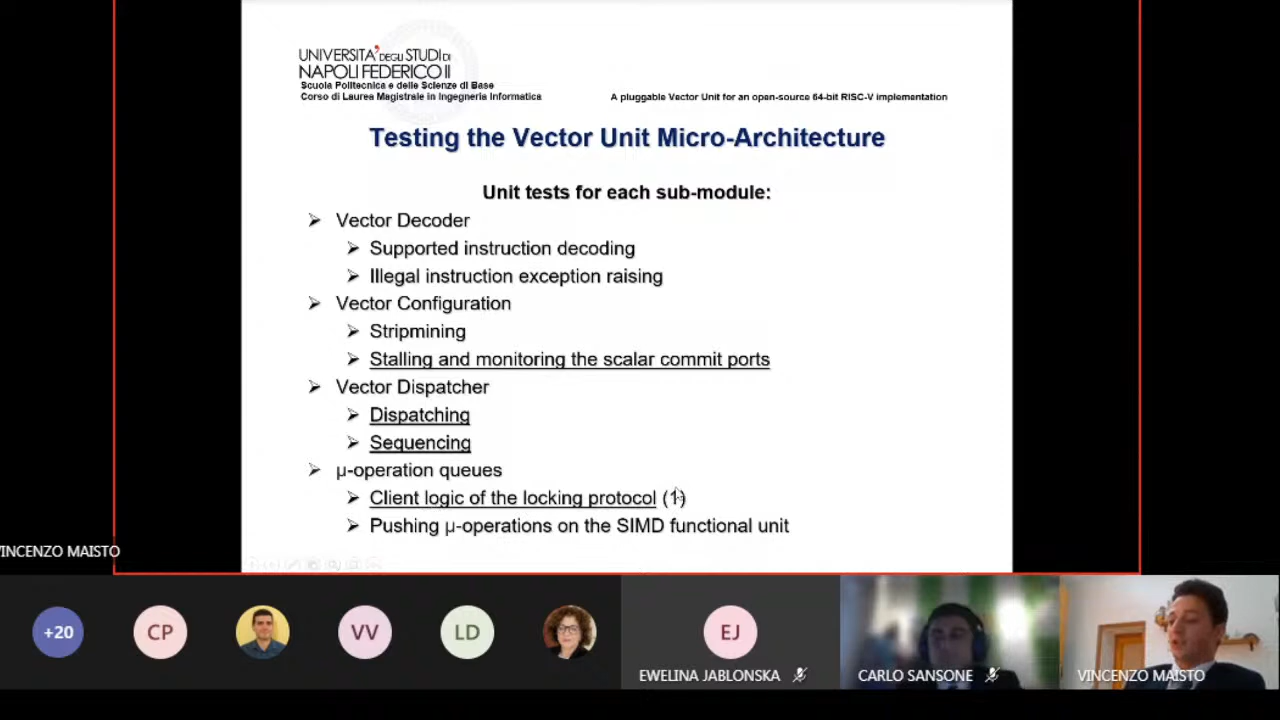 UNIVERSITA' DEGLI STUDI DI
NAPOLI FEDERICO II
Scuola Politecnica e delle Scienze di Base
Corso di Laurea Magistrale in Ingegneria Informatica
A pluggable Vector Unit for an open-source 64-bit RISC-V implementation
Testing the Vector Unit Micro-Architecture
Unit tests for each sub-module:
➢ Vector Decoder
➢ Supported instruction decoding
➢ Illegal instruction exception raising
➢ Vector Configuration
➢ Stripmining
➢ Stalling and monitoring the scalar commit ports
➢ Vector Dispatcher
➢ Dispatching
➢ Sequencing
➢ μ-operation queues
➢ Client logic of the locking protocol (1)
➢ Pushing μ-operations on the SIMD functional unit
VINCENZO MAISTO
+20
CP
VV
LD
EJ
EWELINA JABLONSKA
CARLO SANSONE
VINCENZO MAISTO